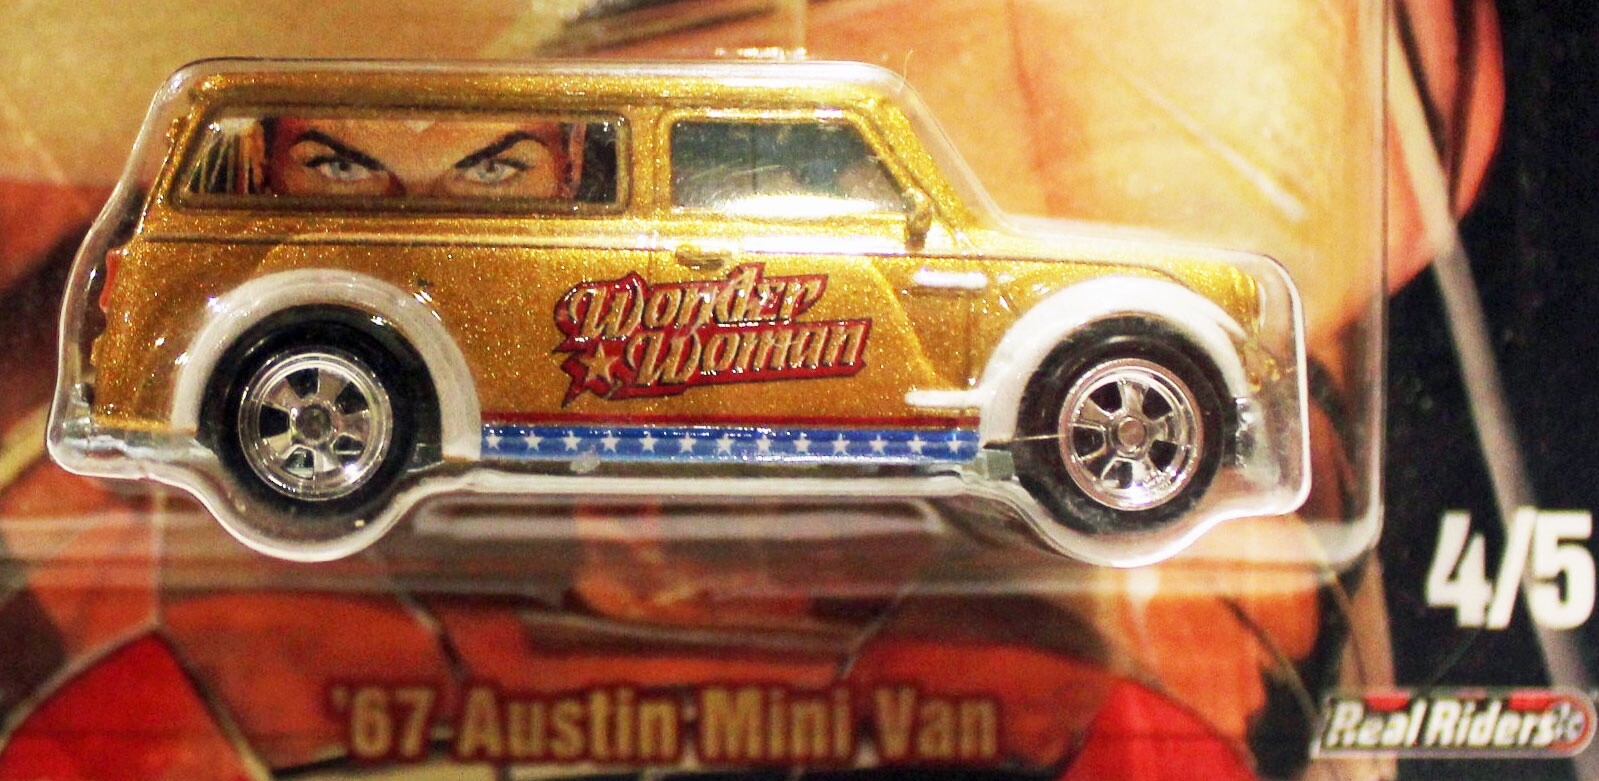 Wonder
Woman
4/5
'67 Austin Mini Van
Real Riders